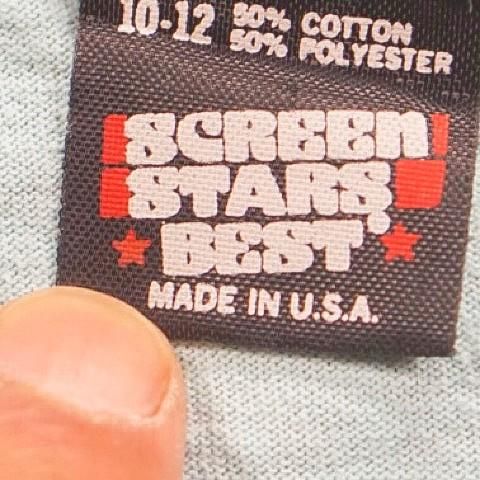 10-12 50% COTTON
50% POLYESTER
SCREEN
STARS
BEST
MADE IN U.S.A.